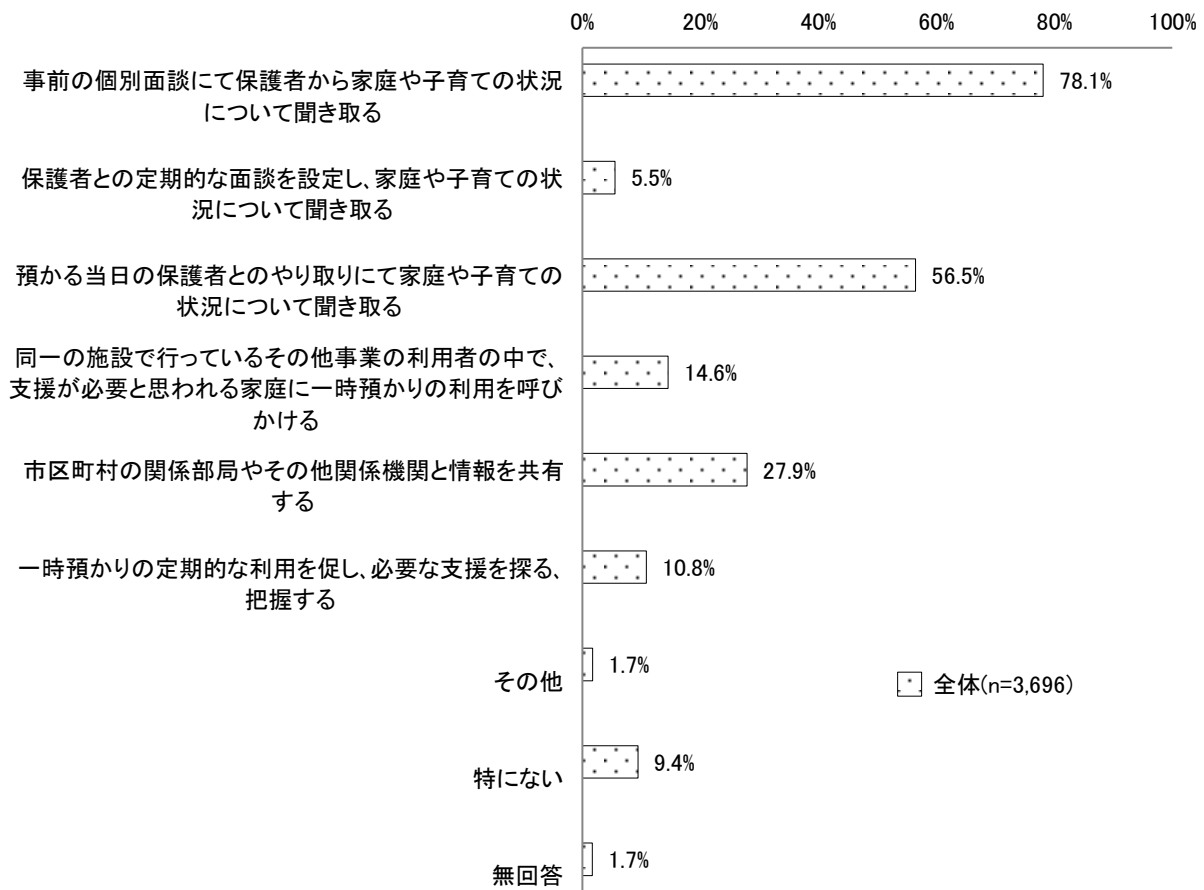 0% 20% 40% 60% 80% 100%
事前の個別面談にて保護者から家庭や子育ての状況
について聞き取る
78.1%
保護者との定期的な面談を設定し、家庭や子育ての状
況について聞き取る
5.5%
預かる当日の保護者とのやり取りにて家庭や子育ての
状況について聞き取る
56.5%
同一の施設で行っているその他事業の利用者の中で、
支援が必要と思われる家庭に一時預かりの利用を呼び
かける
14.6%
市区町村の関係部局やその他関係機関と情報を共有
する
27.9%
一時預かりの定期的な利用を促し、必要な支援を探る、
把握する
10.8%
その他
1.7%
全体(n=3,696)
特にない
9.4%
無回答
1.7%